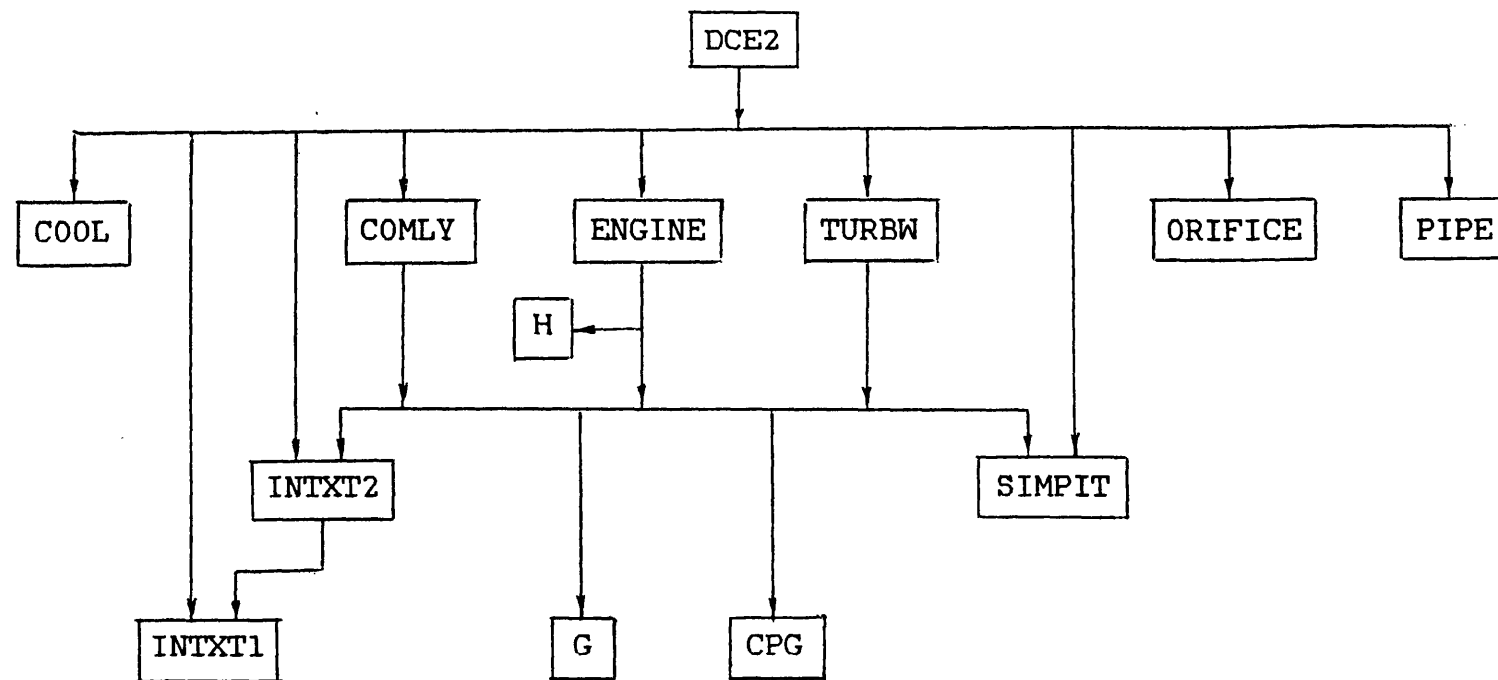 DCE2
COOL
COMLY
ENGINE
TURBW
ORIFICE
PIPE
H
INTXT2
SIMPIT
INTXT1
G
CPG